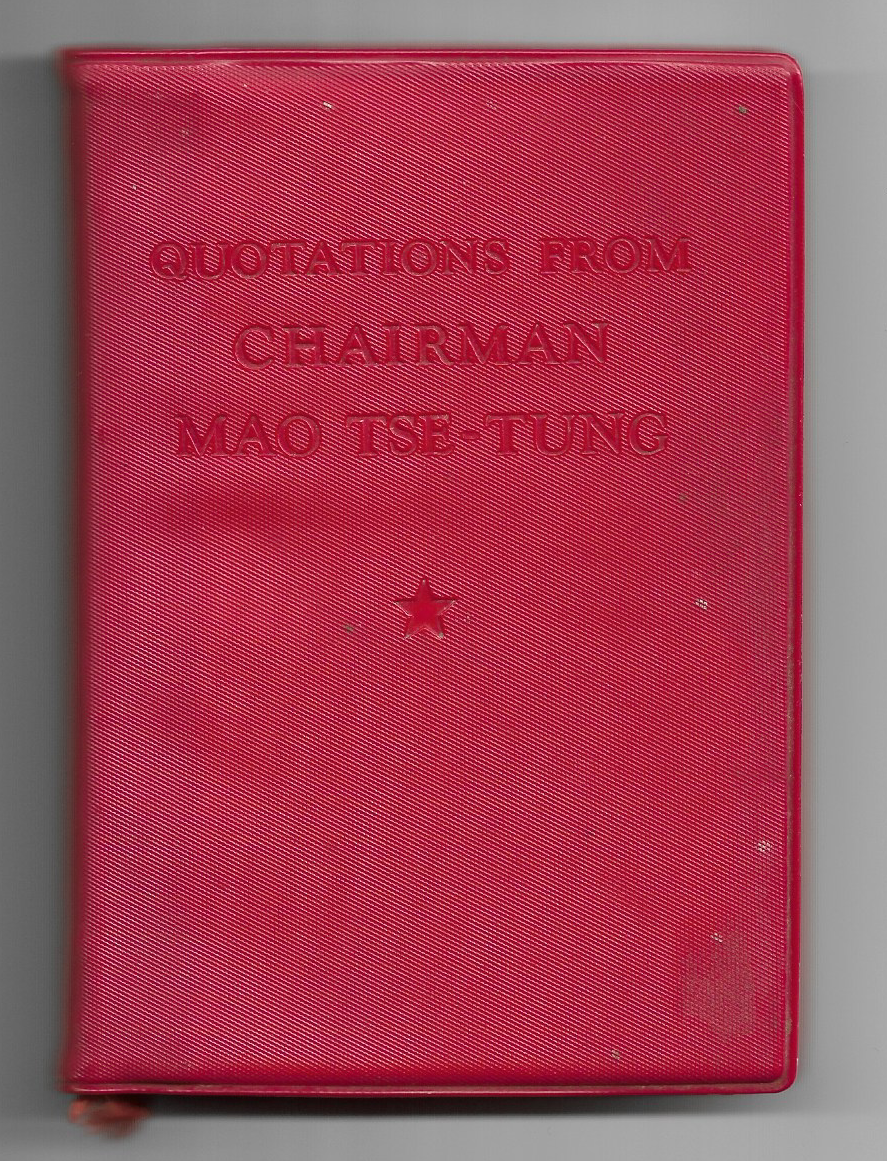 QUOTATIONS FROM
CHAIRMAN
MAO TSE-TUNG